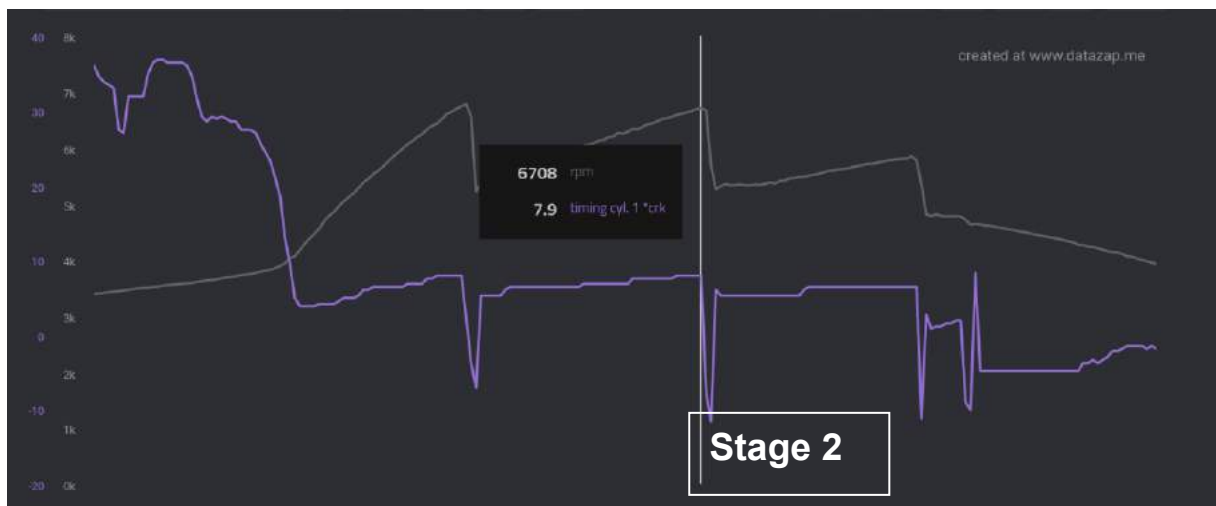 40 8k
created at www.datazap.me
7k
30
6k
6708 rpm
20
5k
7.9 timing cyl. 1 *crk
10 4k
3k
0
2k
-10
1k
Stage 2
-20 0k